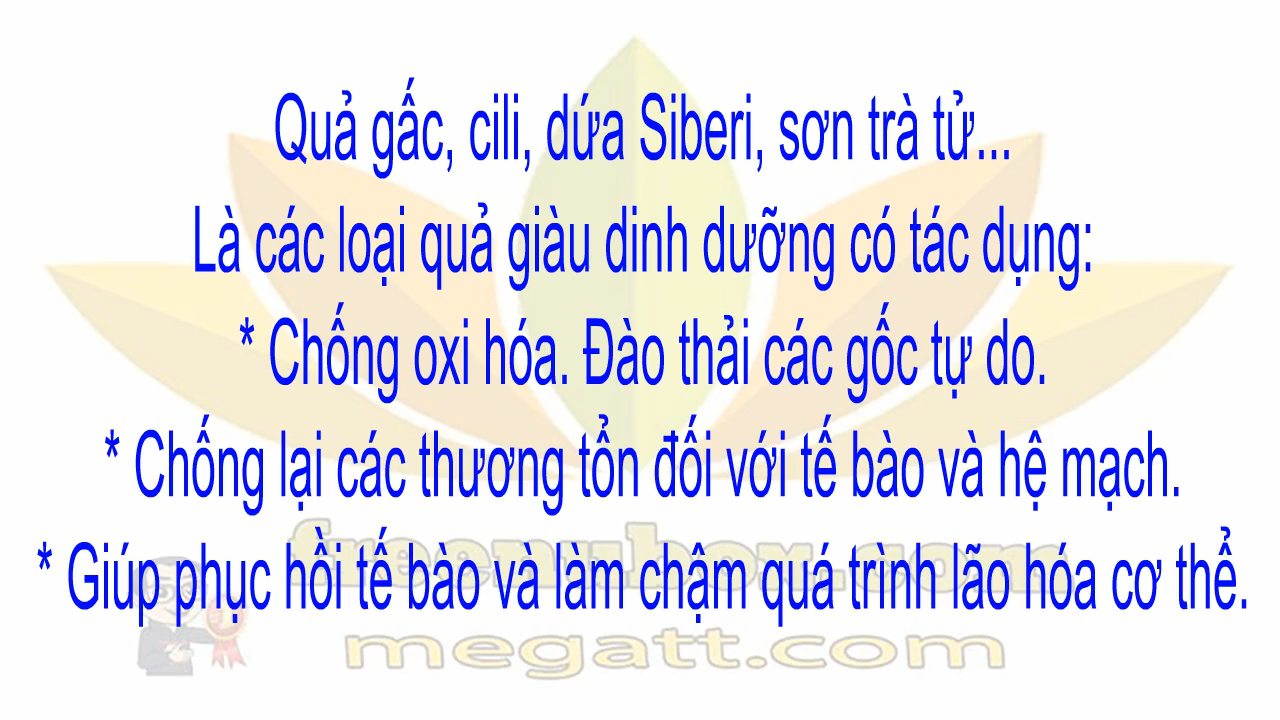 Quả gấc, cili, dứa Siberi, sơn trà tử...
Là các loại quả giàu dinh dưỡng có tác dụng:
* Chống oxi hóa. Đào thải các gốc tự do.
* Chống lại các thương tổn đối với tế bào và hệ mạch.
freenubox.com
* Giúp phục hồi tế bào và làm chậm quá trình lão hóa cơ thể.
megatt.com